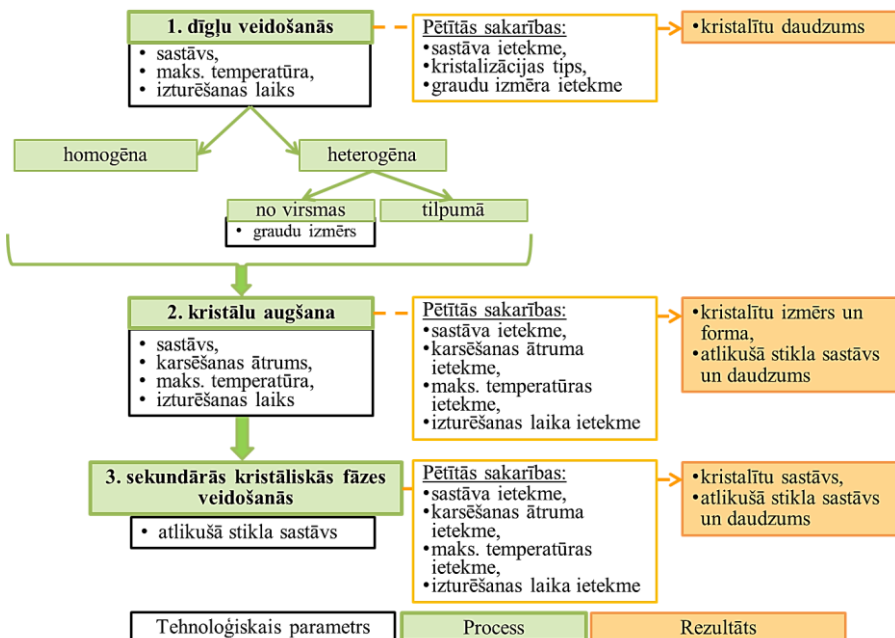 1. dīgļu veidošanās
• sastāvs,
• maks. temperatūra,
• izturēšanas laiks
Pētītās sakarības:
•sastāva ietekme,
•kristalizācijas tips,
•graudu izmēra ietekme
•kristalītu daudzums
homogēna
heterogēna
no virsmas
tilpumā
• graudu izmērs
2. kristālu augšana
• sastāvs,
• karsēšanas ātrums,
• maks. temperatūra,
• izturēšanas laiks
Pētītās sakarības:
•sastāva ietekme,
•karsēšanas ātruma
ietekme,
•maks. temperatūras
ietekme,
•izturēšanas laika ietekme
•kristalītu izmērs un
forma,
•atlikušā stikla sastāvs
un daudzums
3. sekundārās kristāliskās fāzes
veidošanās
• atlikušā stikla sastāvs
Pētītās sakarības:
•sastāva ietekme,
•karsēšanas ātruma
ietekme,
•maks. temperatūras
ietekme,
•izturēšanas laika ietekme
•kristalītu sastāvs,
•atlikušā stikla sastāvs
un daudzums
Tehnoloģiskais parametrs
Process
Rezultāts